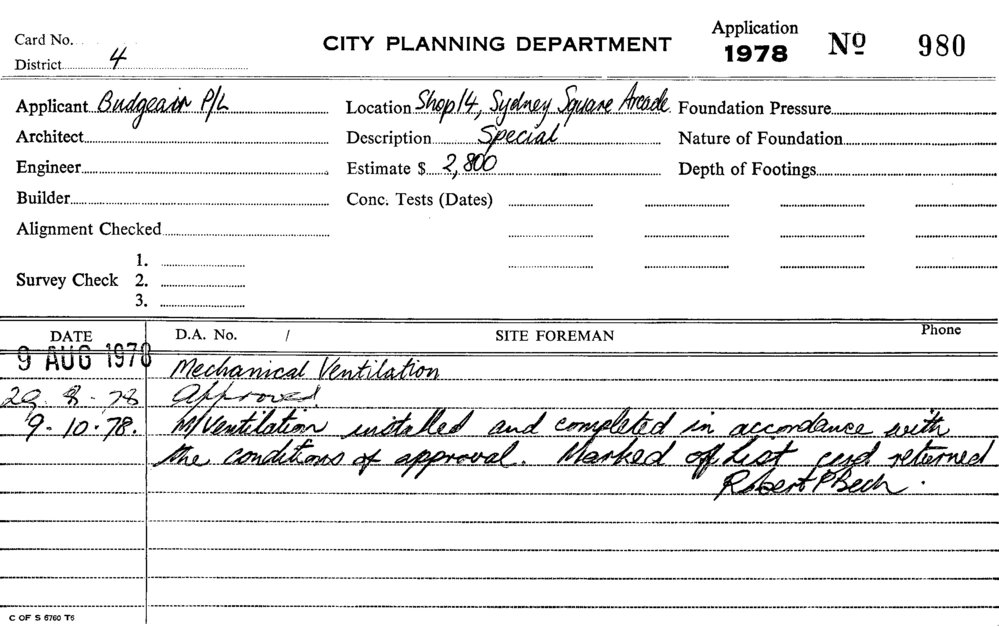 Card No.
CITY PLANNING DEPARTMENT
Application
1978 No 980
District 4
Applicant Budgeair P/L Location Shop 14, Sydney Square Arcade Foundation Pressure
Architect Description Special Nature of Foundation
Engineer Estimate $ 2,800 Depth of Footings
Builder Conc. Tests (Dates)
Alignment Checked
1.
Survey Check 2.
3.
DATE D.A. No. / SITE FOREMAN Phone
9 AUG 1978 Mechanical Ventilation
29. 8. 78 Approved
9. 10. 78. M/Ventilation installed and completed in accordance with
the conditions of approval. Marked off List card returned
Robert P Bech.
C OF S 6760 T5